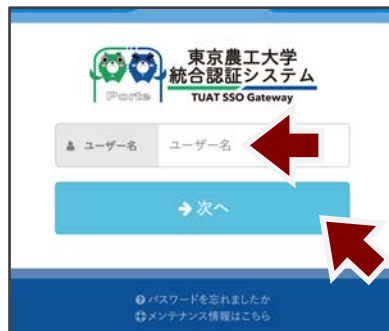 東京農工大学
統合認証システム
Porte
TUAT SSO Gateway
ユーザー名 ユーザー名
次へ
パスワードを忘れましたか
メンテナンス情報はこちら